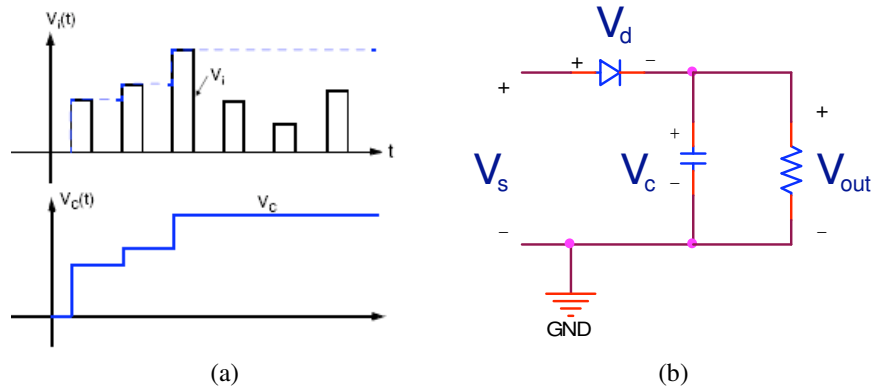 V_i(t)
V_i
t
V_c(t)
V_c
(a)
V_d
+ −
+ + +
V_s V_c V_out
− − −
GND
(b)